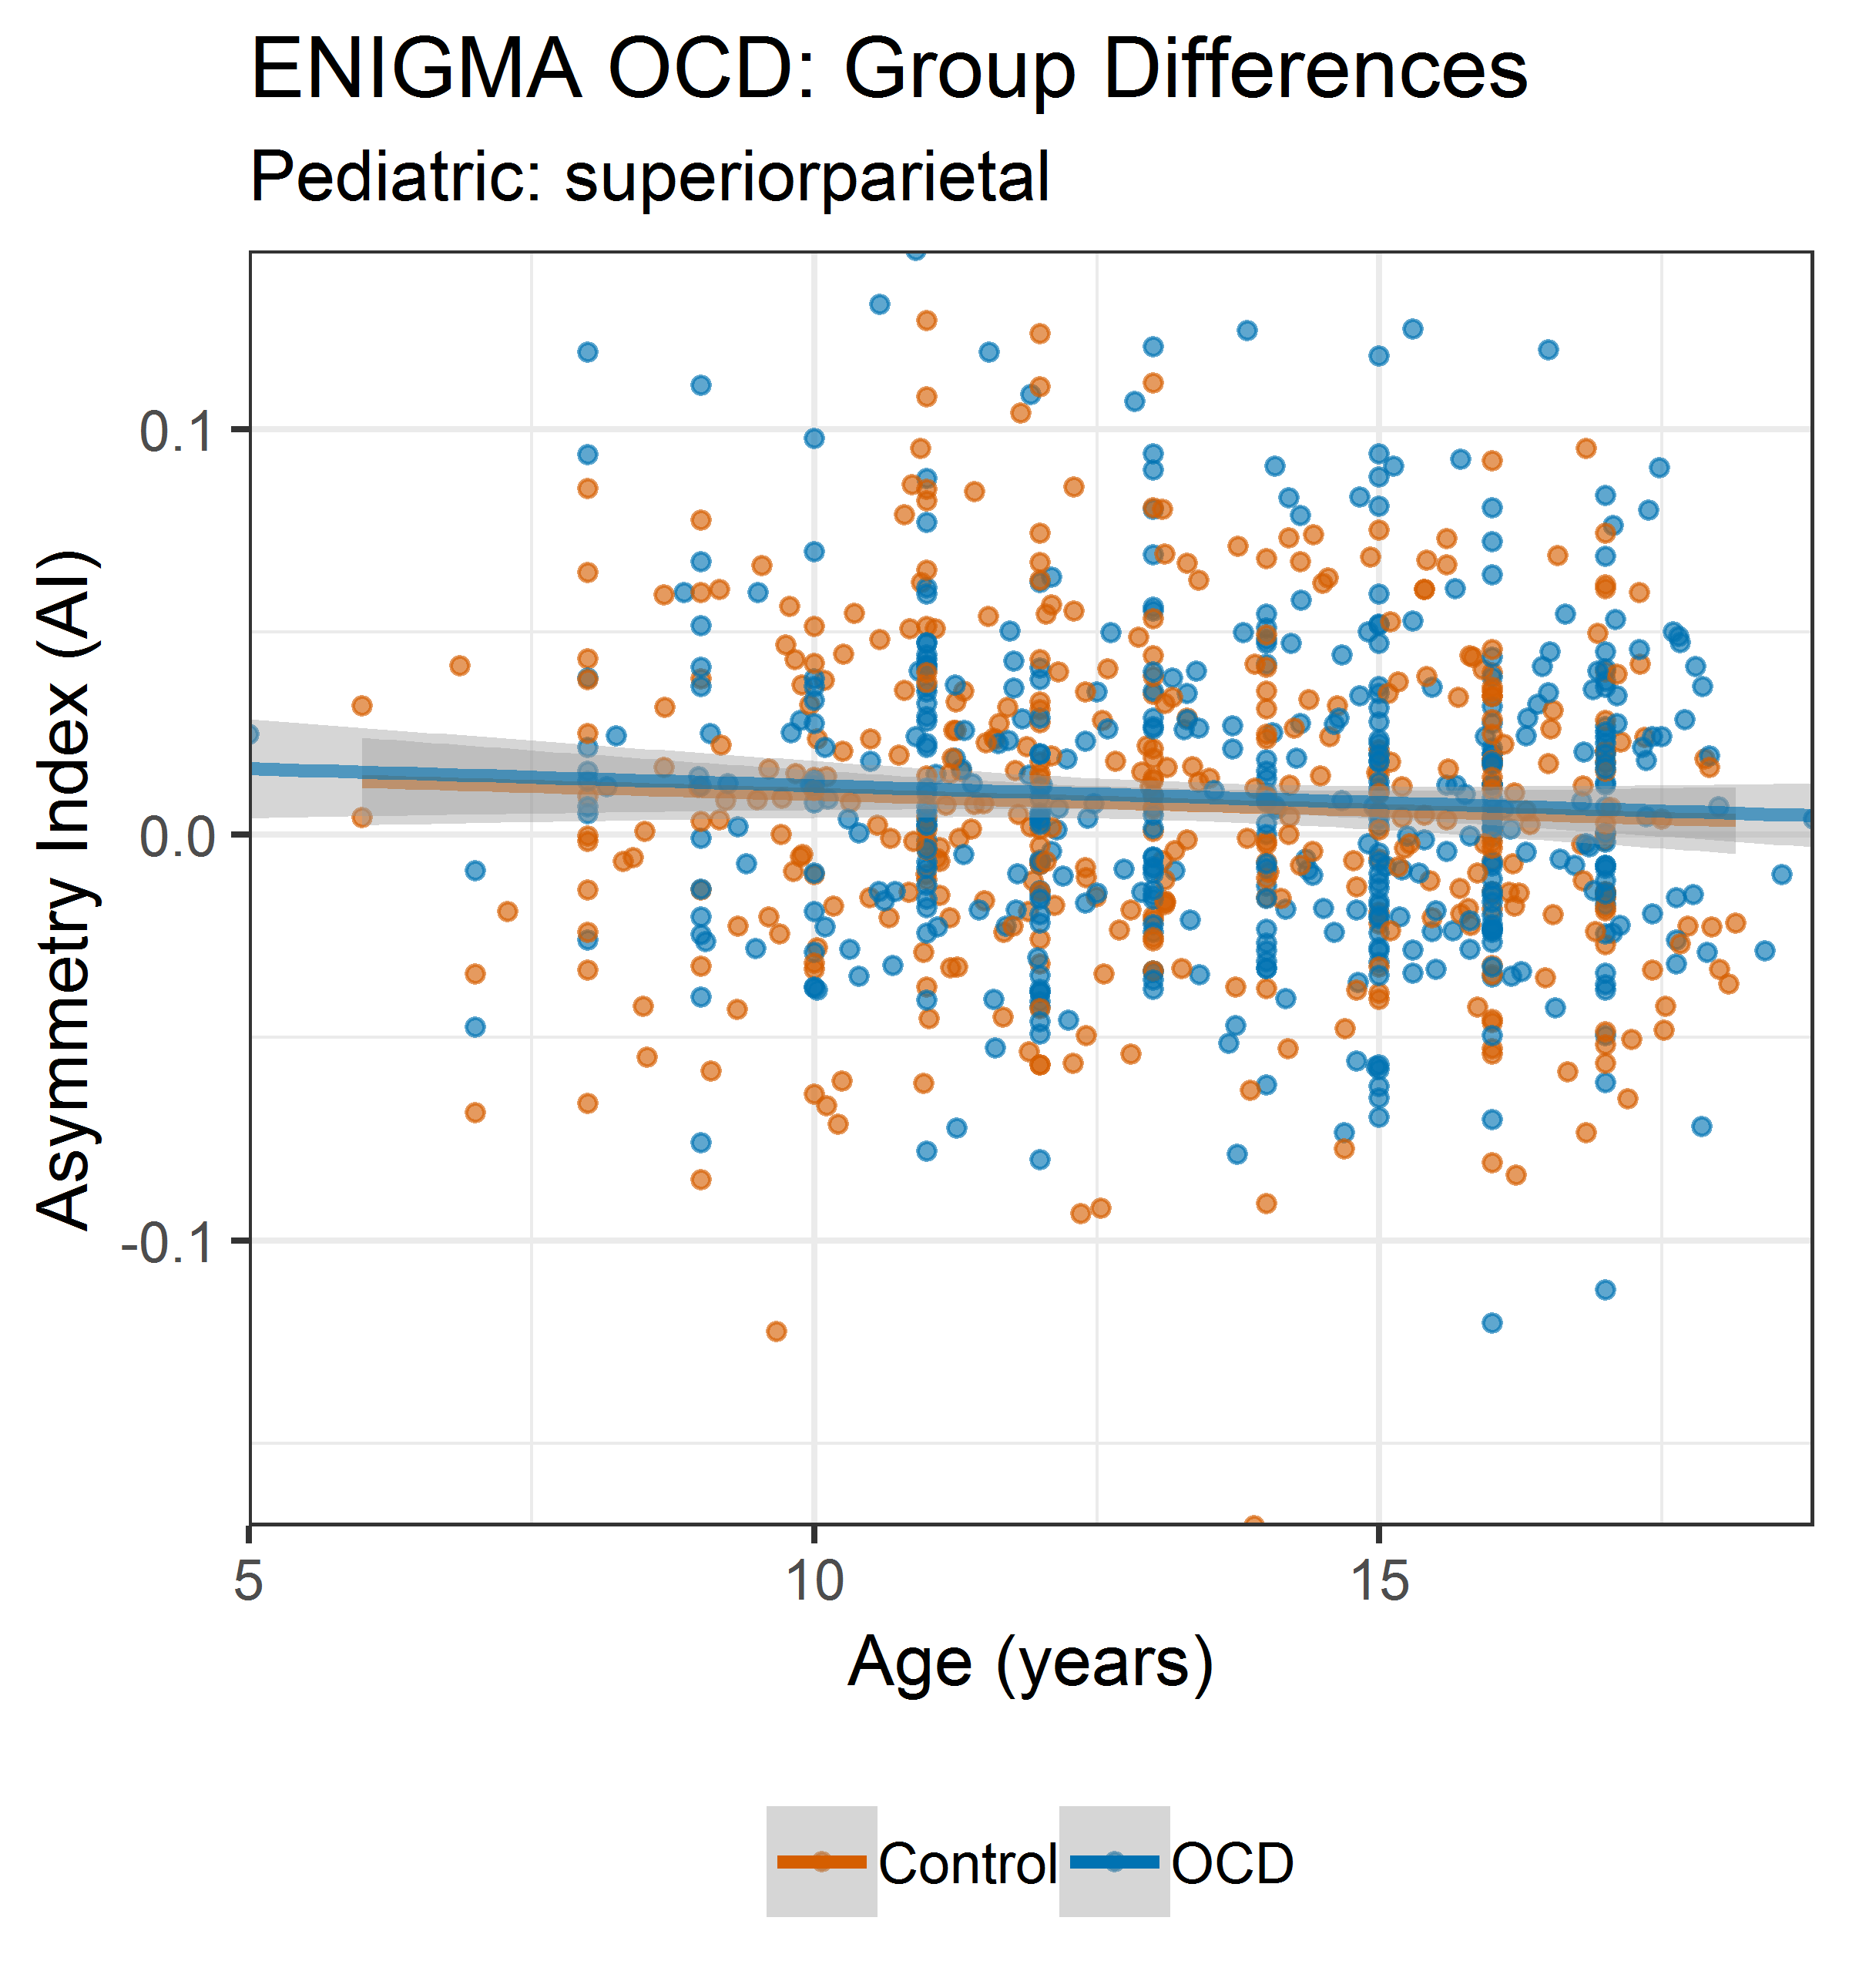 ENIGMA OCD: Group Differences
Pediatric: superiorparietal
Asymmetry Index (AI)
0.1
0.0
-0.1
5 10 15
Age (years)
Control OCD